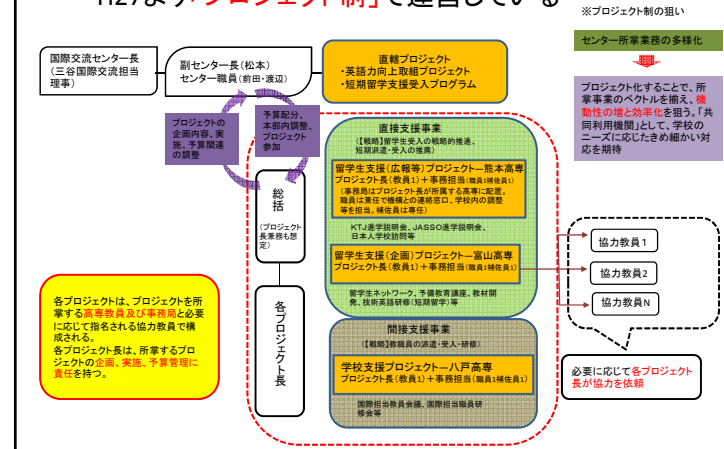 H27より「プロジェクト制」で運営している
※プロジェクト制の狙い
センター所掌業務の多様化
プロジェクト化することで、所
掌事業のベクトルを揃え、機
動性の増と効率化を狙う。「共
同利用機関」として、学校の
ニーズに応じたきめ細かい対
応を期待
国際交流センター長
(三谷国際交流担当
理事)
副センター長(松本)
センター職員(前田・渡辺)
直轄プロジェクト
・英語力向上取組プロジェクト
・短期留学支援受入プログラム
プロジェクトの
企画内容、実
施、予算関連
の調整
予算配分、
本部内調整、
プロジェクト
参加
総括
(プロジェクト
長兼務も想
定)
各プロジェクト長
直接支援事業
(【戦略】留学生受入の戦略的推進、
短期派遣・受入の推薦)
留学生支援(広報等)プロジェクト―熊本高専
プロジェクト長(教員1)+事務担当(職員1補佐員1)
(事務局はプロジェクト長が所属する高専に配置。
職員は兼任で機構との連絡窓口、学校内の調整
等を担当。補佐員は専任)
KTJ進学説明会、JASSO進学説明会、
日本人学校訪問等
留学生支援(企画)プロジェクト―富山高専
プロジェクト長(教員1)+事務担当(職員1補佐員1)
留学生ネットワーク、予備教育講座、教材開
発、技術英語研修(短期留学)等
間接支援事業
(【戦略】教職員の派遣・受入・研修)
学校支援プロジェクト―八戸高専
プロジェクト長(教員1)+事務担当(職員1補佐員1)
国際担当教員会議、国際担当職員研
修会等
協力教員1
協力教員2
協力教員N
必要に応じて各プロジェクト
長が協力を依頼
各プロジェクトは、プロジェクトを所
掌する高専教員及び事務局と必要
に応じて指名される協力教員で構
成される。
各プロジェクト長は、所掌するプロ
ジェクトの企画、実施、予算管理に
責任を持つ。